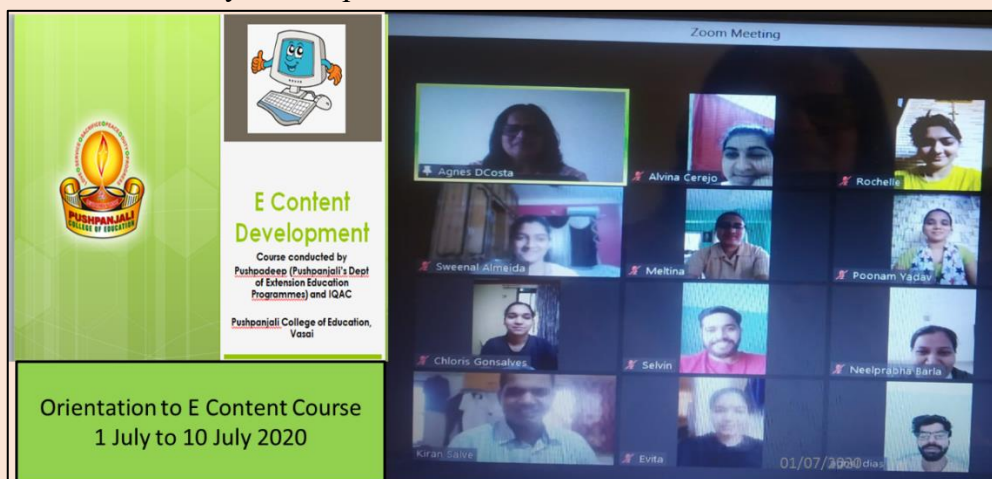 PUSHPANJALI
COLLEGE OF EDUCATION
E Content
Development
Course conducted by
Pushpadeep (Pushpanjali's Dept
of Extension Education
Programmes) and IQAC
Pushpanjali College of Education,
Vasai
Orientation to E Content Course
1 July to 10 July 2020
Zoom Meeting
Agnes DCosta
Alvina Cerejo
Rochelle
Sweenal Almeida
Meltina
Poonam Yadav
Chloris Gonsalves
Selvin
Neelprabha Barla
Kiran Salve
Evita
01/07/2020
dias